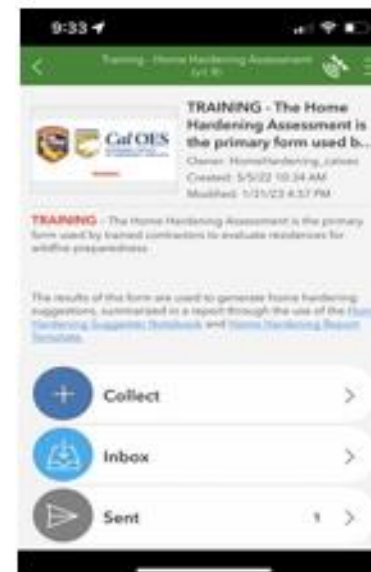 9:33
Training - Home Hardening Assessment
TRAINING - The Home
Hardening Assessment is
the primary form used b...
Cal OES
Owner: HomeHardening_caloes
Created: 5/5/22 10:34 AM
Modified: 1/31/23 4:57 PM
TRAINING - The Home Hardening Assessment is the primary
form used by trained contractors to evaluate residences for
wildfire preparedness
The results of this form are used to generate home hardening
suggestions, summarized in a report through the use of the Home
Hardening Suggester Notebook and Home Hardening Report
Template.
Collect
Inbox
Sent 1